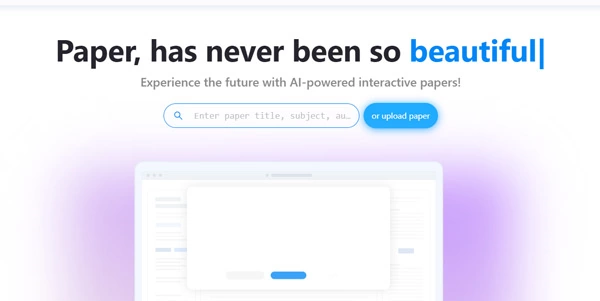 Paper, has never been so beautiful|
Experience the future with AI-powered interactive papers!
Enter paper title, subject, au…
or upload paper